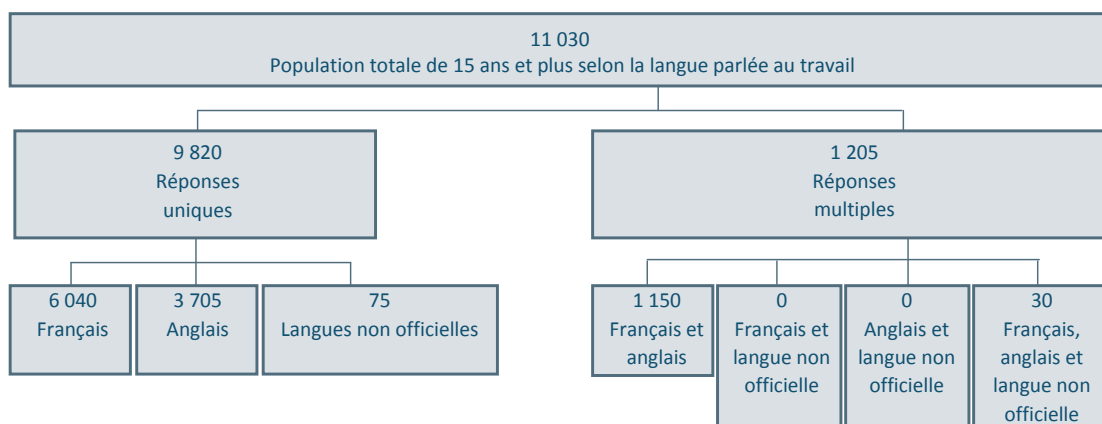 11 030
Population totale de 15 ans et plus selon la langue parlée au travail
9 820
Réponses
uniques
1 205
Réponses
multiples
6 040
Français
3 705
Anglais
75
Langues non officielles
1 150
Français et
anglais
0
Français et
langue non
officielle
0
Anglais et
langue non
officielle
30
Français,
anglais et
langue non
officielle